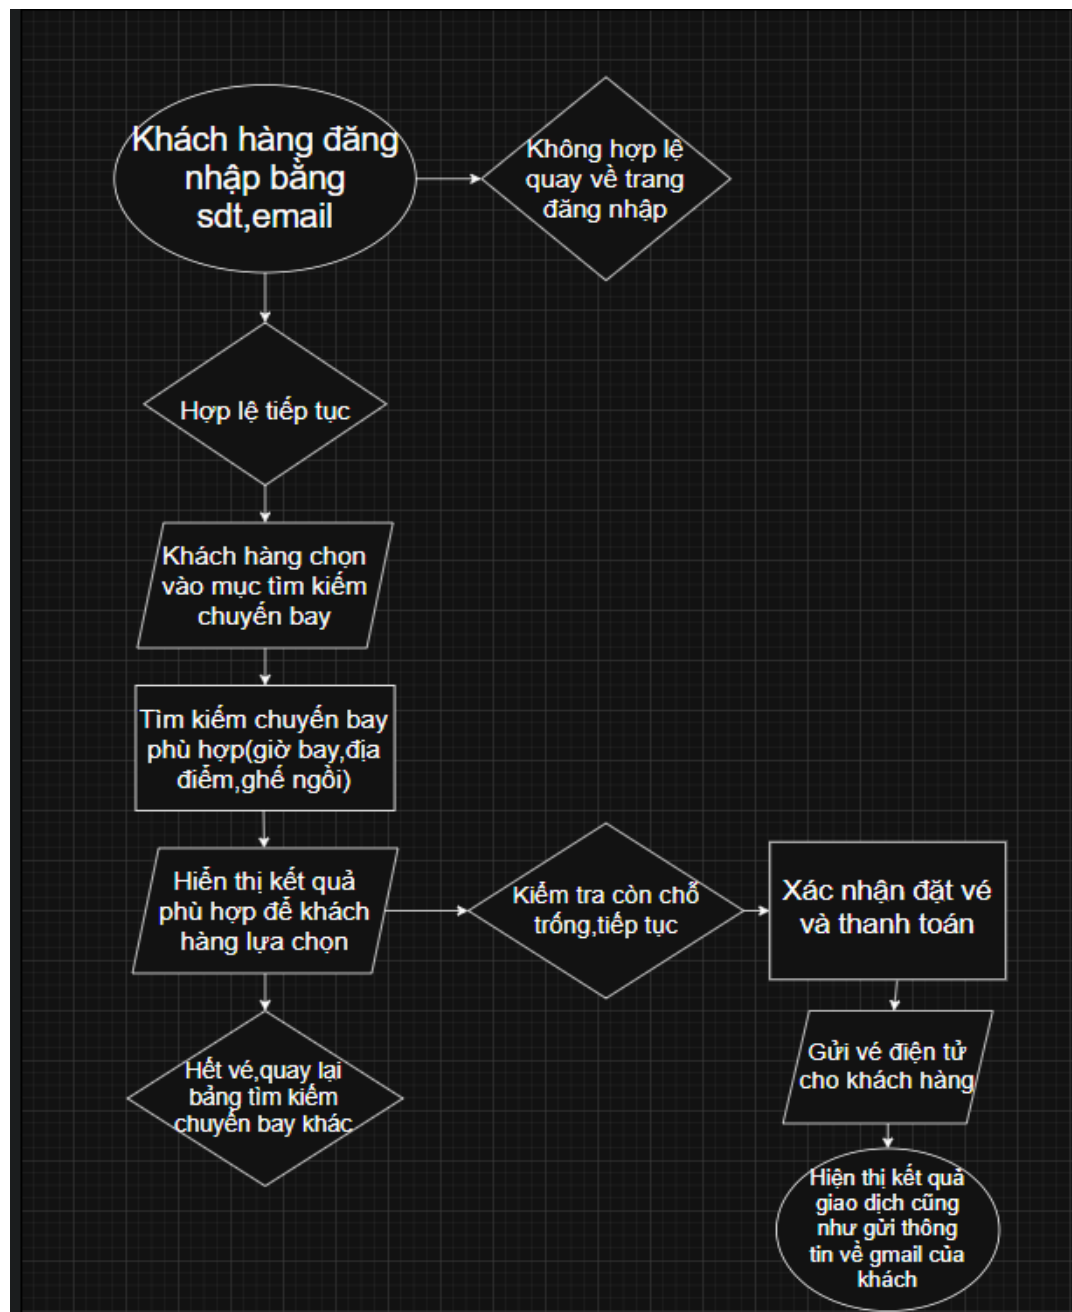 Khách hàng đăng
nhập bằng
sdt,email
Không hợp lệ
quay về trang
đăng nhập
Hợp lệ tiếp tục
Khách hàng chọn
vào mục tìm kiếm
chuyến bay
Tìm kiếm chuyến bay
phù hợp(giờ bay,địa
điểm,ghế ngồi)
Hiển thị kết quả
phù hợp để khách
hàng lựa chọn
Kiểm tra còn chỗ
trống,tiếp tục
Xác nhận đặt vé
và thanh toán
Hết vé,quay lại
bảng tìm kiếm
chuyến bay khác
Gửi vé điện tử
cho khách hàng
Hiện thị kết quả
giao dịch cũng
như gửi thông
tin về gmail của
khách